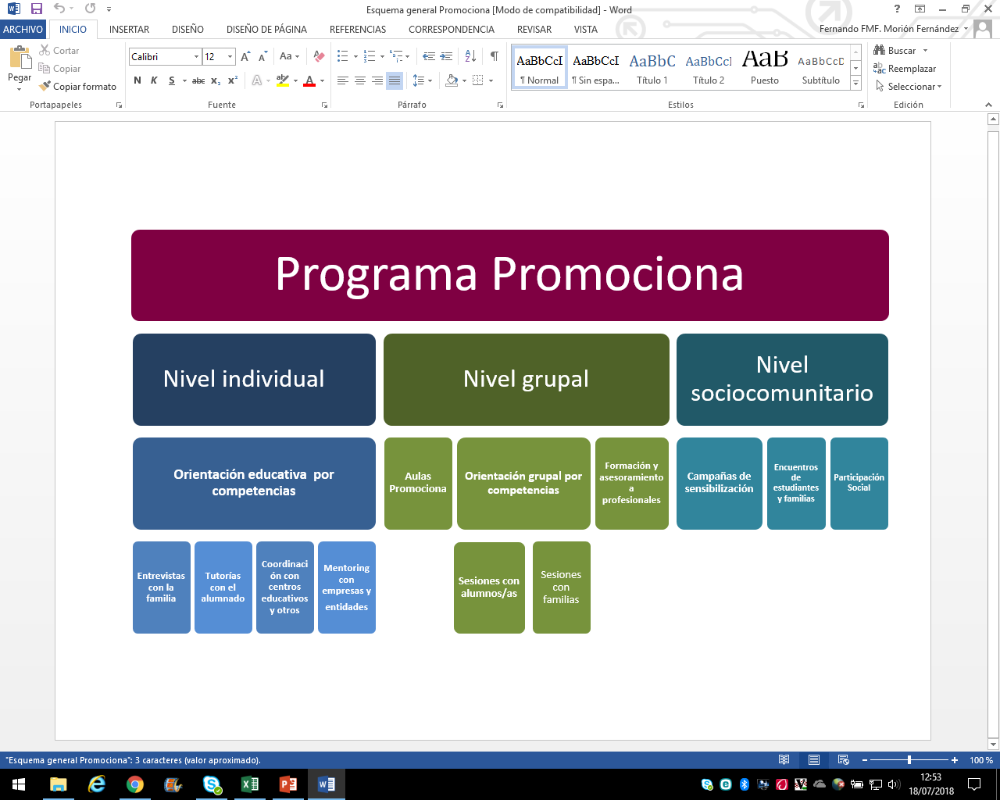 Esquema general Promociona [Modo de compatibilidad] - Word
ARCHIVO INICIO INSERTAR DISEÑO DISEÑO DE PÁGINA REFERENCIAS CORRESPONDENCIA REVISAR VISTA Fernando FMF. Morión Fernández
Pegar
Cortar
Copiar
Copiar formato
Portapapeles
Calibri 12
N K S abc x₂ x²
Fuente
Párrafo
AaBbCcI AaBbCcI AaBbC AaBbCcI AaB AaBbCcD
¶ Normal ¶ Sin espa... Título 1 Título 2 Puesto Subtítulo
Estilos
Buscar
Reemplazar
Seleccionar
Edición
Programa Promociona
Nivel individual
Nivel grupal
Nivel
sociocomunitario
Orientación educativa por
competencias
Aulas
Promociona
Orientación grupal por
competencias
Formación y
asesoramiento
a
profesionales
Campañas de
sensibilización
Encuentros
de
estudiantes
y familias
Participación
Social
Entrevistas
con la
familia
Tutorías
con el
alumnado
Coordinaci
ón con
centros
educativos
y otros
Mentoring
con
empresas y
entidades
Sesiones con
alumnos/as
Sesiones
con
familias
"Esquema general Promociona": 3 caracteres (valor aproximado).
100 %
12:53
18/07/2018